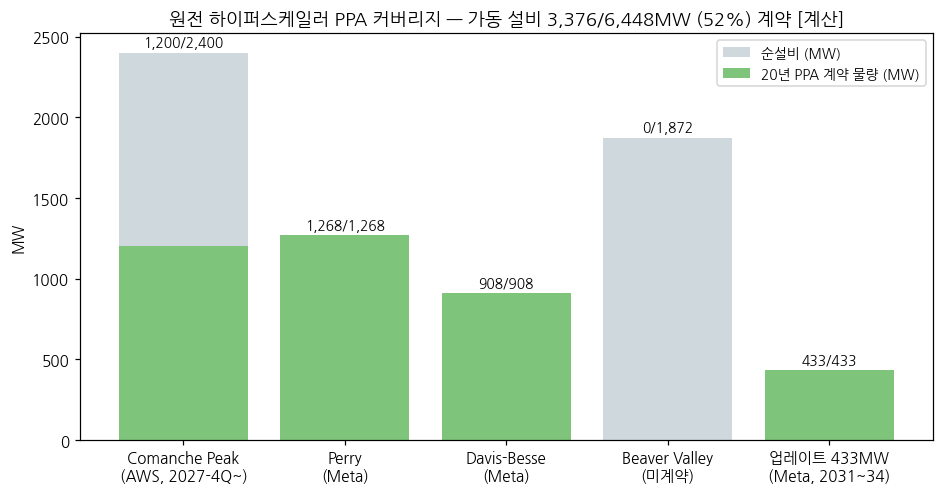 원전 하이퍼스케일러 PPA 커버리지 — 가동 설비 3,376/6,448MW (52%) 계약 [계산]
순설비 (MW)
20년 PPA 계약 물량 (MW)
MW
2500
2000
1500
1000
500
0
1,200/2,400
1,268/1,268
908/908
0/1,872
433/433
Comanche Peak
(AWS, 2027-4Q~)
Perry
(Meta)
Davis-Besse
(Meta)
Beaver Valley
(미계약)
업레이트 433MW
(Meta, 2031~34)